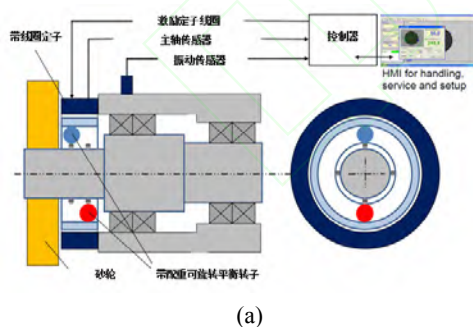 激励定子线圈
带线圈定子
主轴传感器
控制器
振动传感器
HMI for handling,
service and setup
砂轮
带配重可旋转平衡转子
(a)